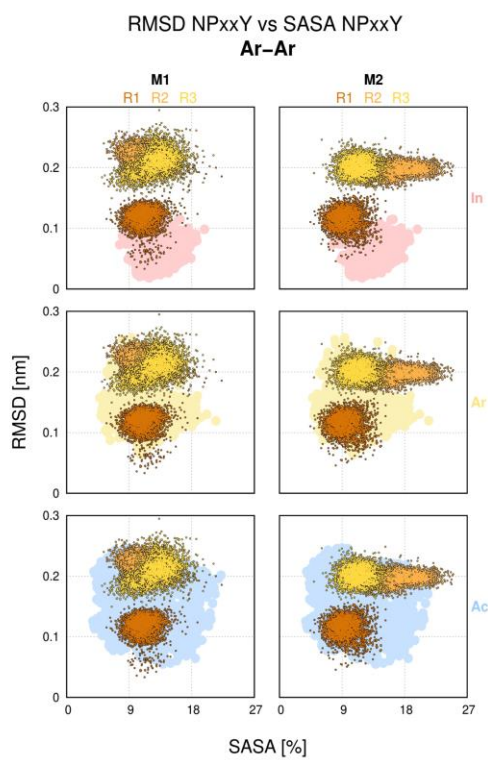 RMSD NPxxY vs SASA NPxxY
Ar−Ar
M1 M2
R1 R2 R3 R1 R2 R3
0.3
0.2
0.1
0
In
0.3
0.2
0.1
0
Ar
0.3
0.2
0.1
0
Ac
RMSD [nm]
0 9 18 27 0 9 18 27
SASA [%]